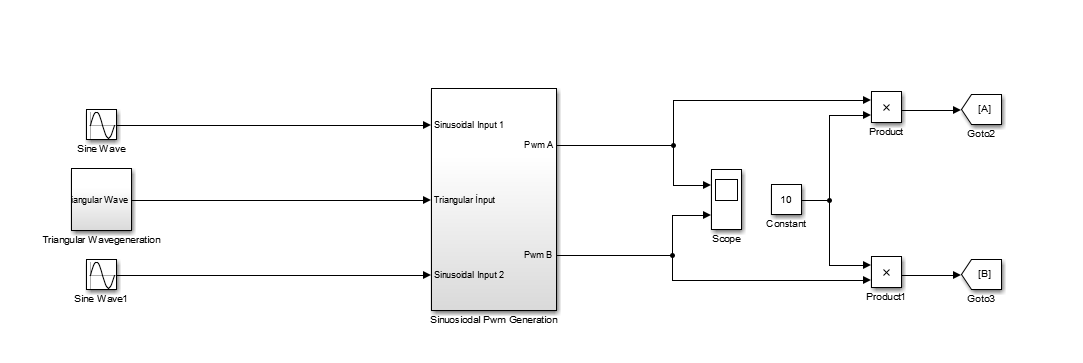 Sine Wave
iangular Wave
Triangular Wavegeneration
Sine Wave1
Sinusoidal Input 1
Triangular İnput
Sinusoidal Input 2
Pwm A
Pwm B
Sinuosiodal Pwm Generation
Scope
10
Constant
×
Product
[A]
Goto2
×
Product1
[B]
Goto3